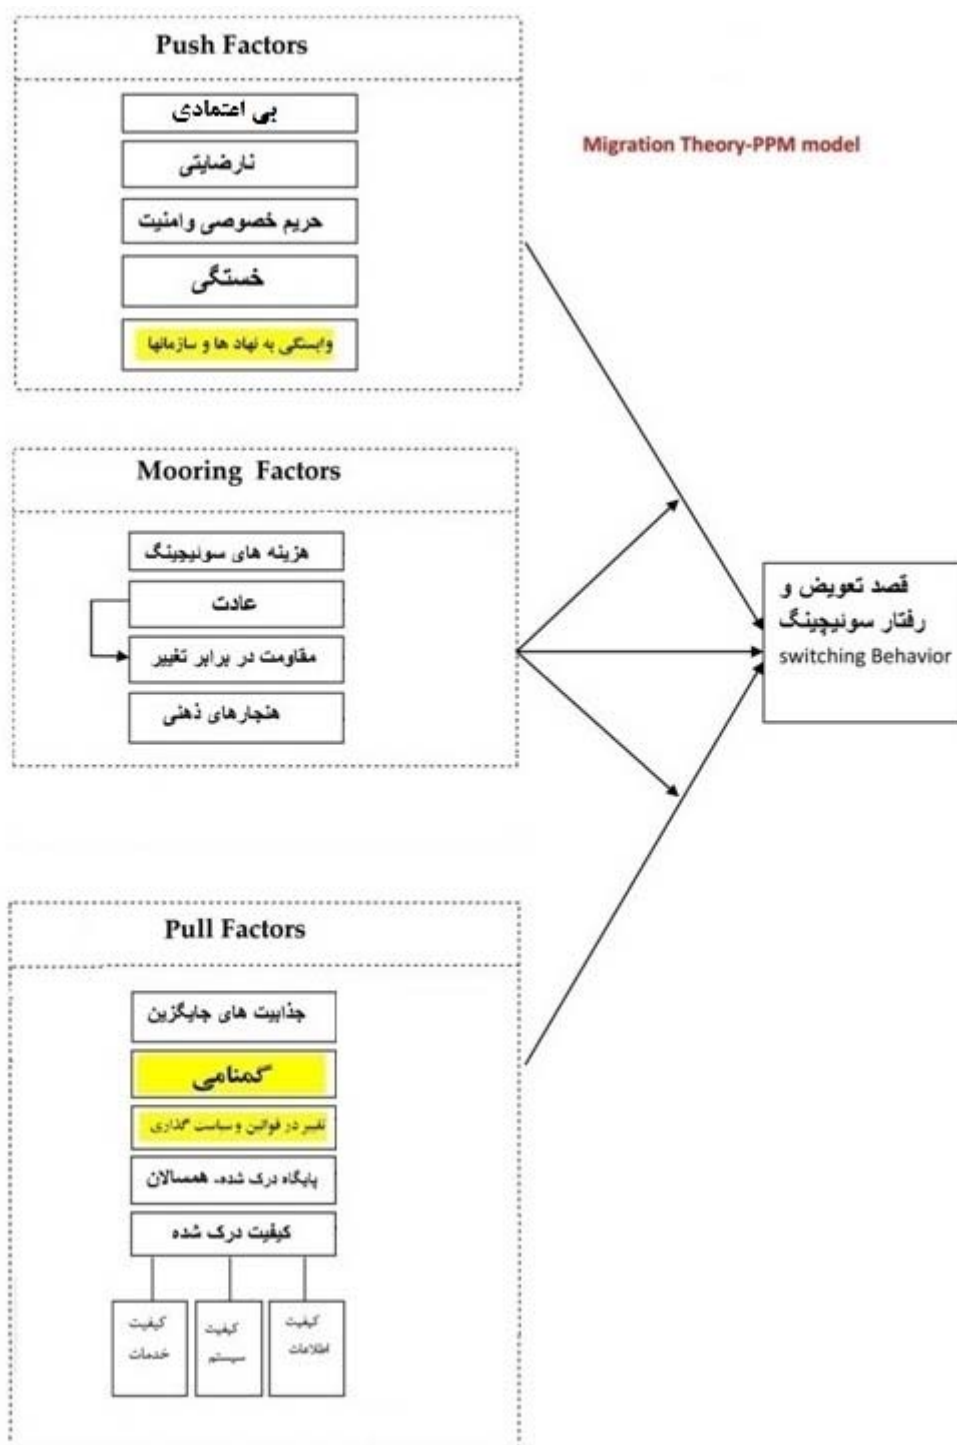 Push Factors
بی اعتمادی
نارضایتی
حریم خصوصی وامنیت
خستگی
وابستگی به نهاد ها و سازمانها
Migration Theory-PPM model
Mooring Factors
هزینه های سوئیچینگ
عادت
مقاومت در برابر تغییر
هنجارهای ذهنی
قصد تعویض و
رفتار سوئیچینگ
switching Behavior
Pull Factors
جذابیت های جایگزین
گمنامی
تغییر در قوانین و سیاست گذاری
پایگاه درک شده- همسالان
کیفیت درک شده
کیفیت
خدمات
کیفیت
سیستم
کیفیت
اطلاعات